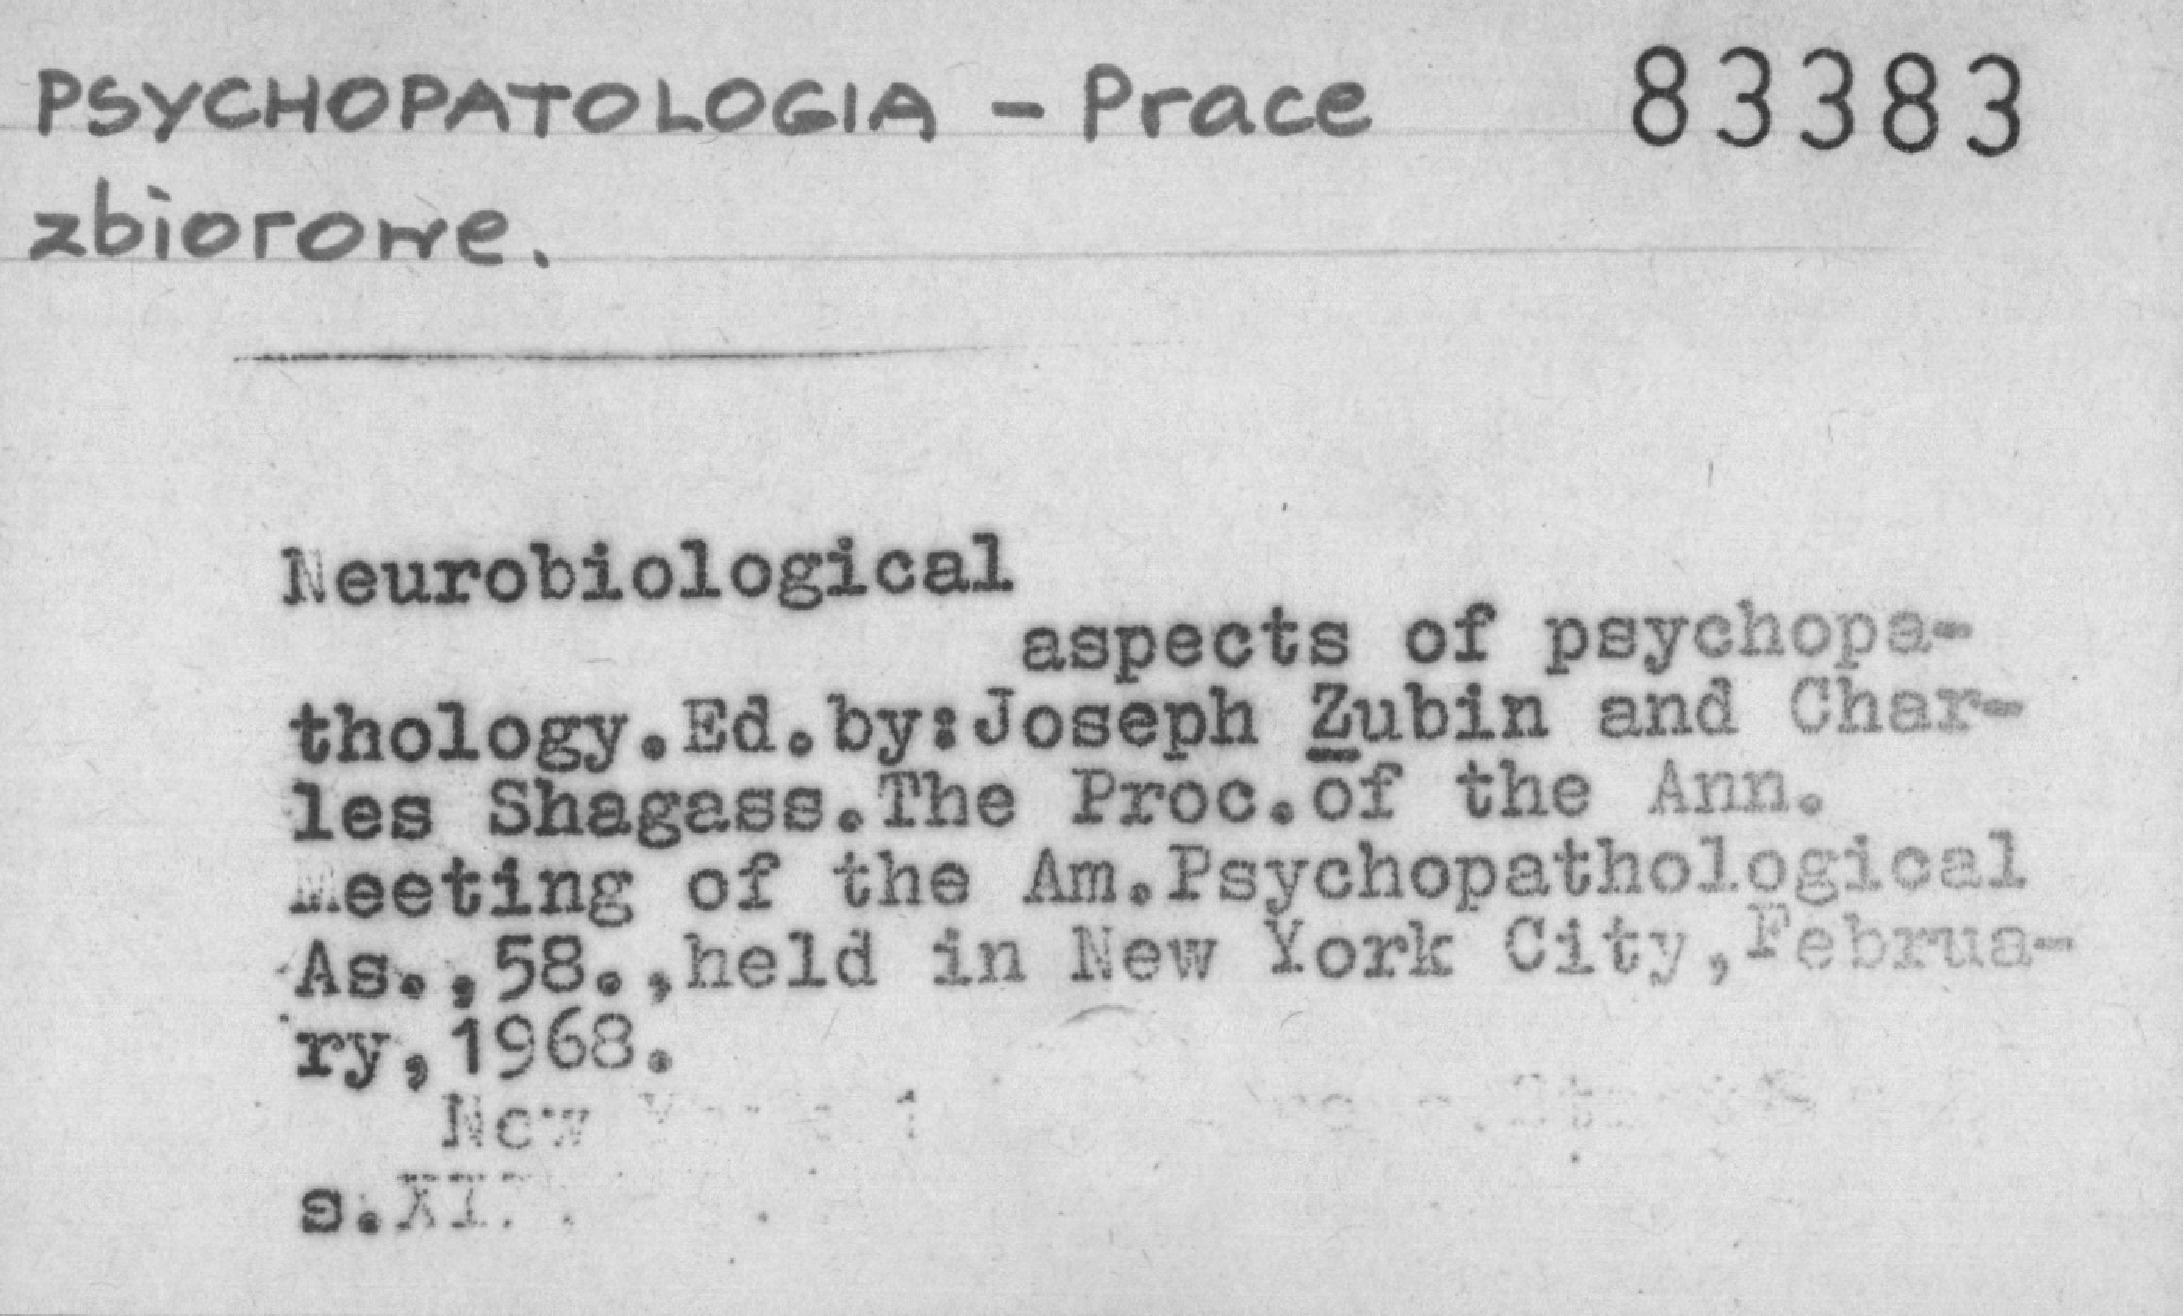 PSYCHOPATOLOGIA - Prace 83383
zbiorowe.
Neurobiological
aspects of psychopa-
thology.Ed.by:Joseph Zubin and Char-
les Shagass.The Proc.of the Ann.
Meeting of the Am.Psychopathological
As.,58.,held in New York City,Februa-
ry,1968.
New
s.